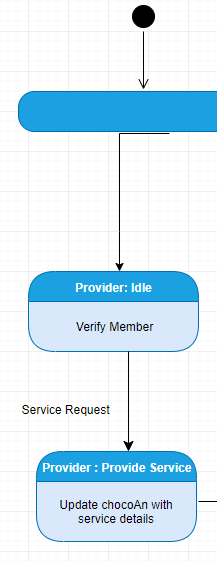 Provider: Idle
Verify Member
Service Request
Provider : Provide Service
Update chocoAn with
service details